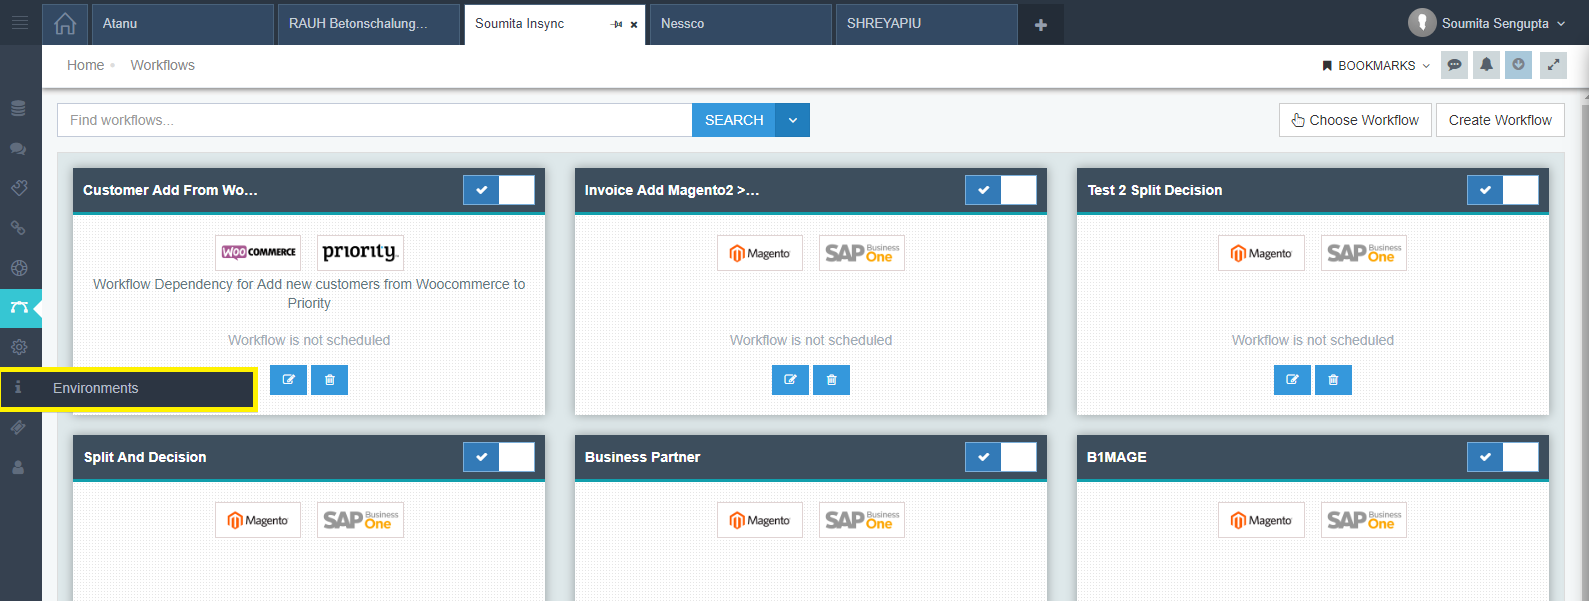 Atanu
RAUH Betonschalung...
Soumita Insync
Nessco
SHREYAPIU
Soumita Sengupta
Home
Workflows
BOOKMARKS
Find workflows...
SEARCH
Choose Workflow
Create Workflow
Customer Add From Wo...
Invoice Add Magento2 >...
Test 2 Split Decision
WOO COMMERCE
priority
Magento
SAP Business One
Magento
SAP Business One
Workflow Dependency for Add new customers from Woocommerce to
Priority
Workflow is not scheduled
Workflow is not scheduled
Workflow is not scheduled
Environments
Split And Decision
Business Partner
B1MAGE
Magento
SAP Business One
Magento
SAP Business One
Magento
SAP Business One